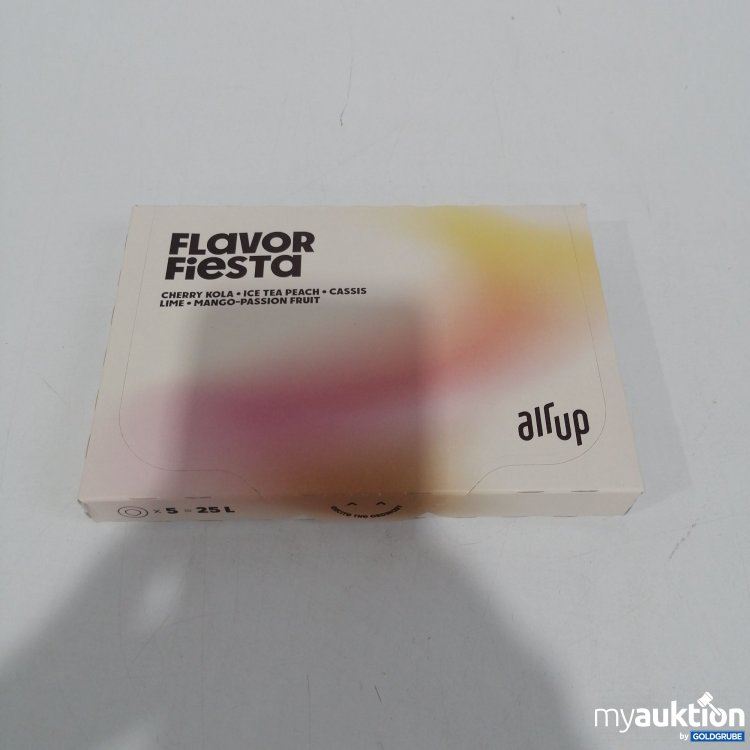 FLavOR
FiesTa
CHERRY KOLA • ICE TEA PEACH • CASSIS
LIME • MANGO-PASSION FRUIT
air up
× 5 = 25 L
myauktion
by GOLDGRUBE